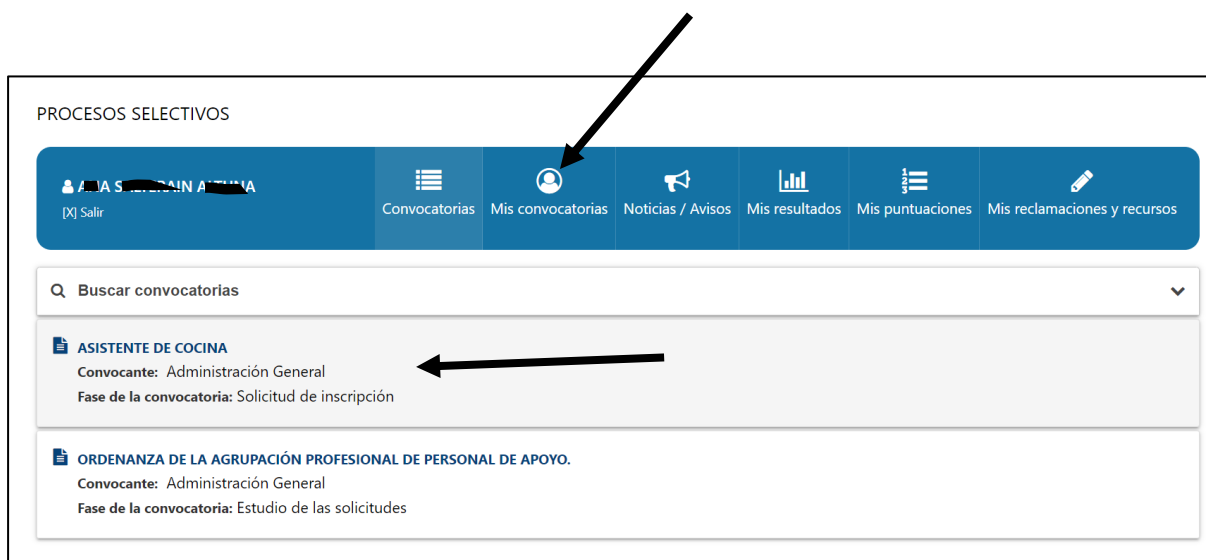 PROCESOS SELECTIVOS
[X] Salir
Convocatorias
Mis convocatorias
Noticias / Avisos
Mis resultados
Mis puntuaciones
Mis reclamaciones y recursos
Buscar convocatorias
ASISTENTE DE COCINA
Convocante: Administración General
Fase de la convocatoria: Solicitud de inscripción
ORDENANZA DE LA AGRUPACIÓN PROFESIONAL DE PERSONAL DE APOYO.
Convocante: Administración General
Fase de la convocatoria: Estudio de las solicitudes